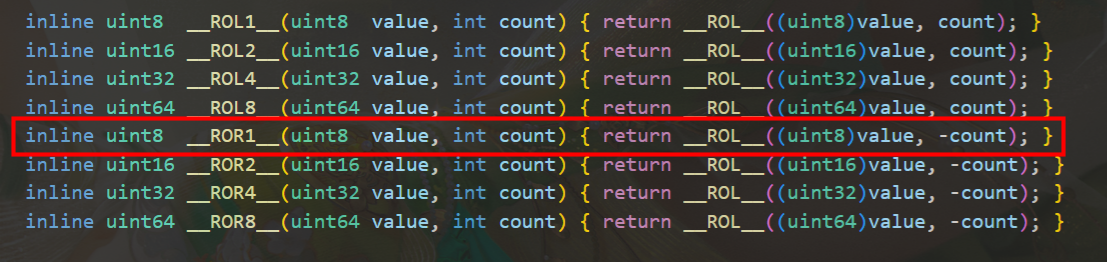 inline uint8  __ROL1__(uint8  value, int count) { return __ROL__((uint8)value, count); }
inline uint16 __ROL2__(uint16 value, int count) { return __ROL__((uint16)value, count); }
inline uint32 __ROL4__(uint32 value, int count) { return __ROL__((uint32)value, count); }
inline uint64 __ROL8__(uint64 value, int count) { return __ROL__((uint64)value, count); }
inline uint8  __ROR1__(uint8  value, int count) { return __ROL__((uint8)value, -count); }
inline uint16 __ROR2__(uint16 value, int count) { return __ROL__((uint16)value, -count); }
inline uint32 __ROR4__(uint32 value, int count) { return __ROL__((uint32)value, -count); }
inline uint64 __ROR8__(uint64 value, int count) { return __ROL__((uint64)value, -count); }